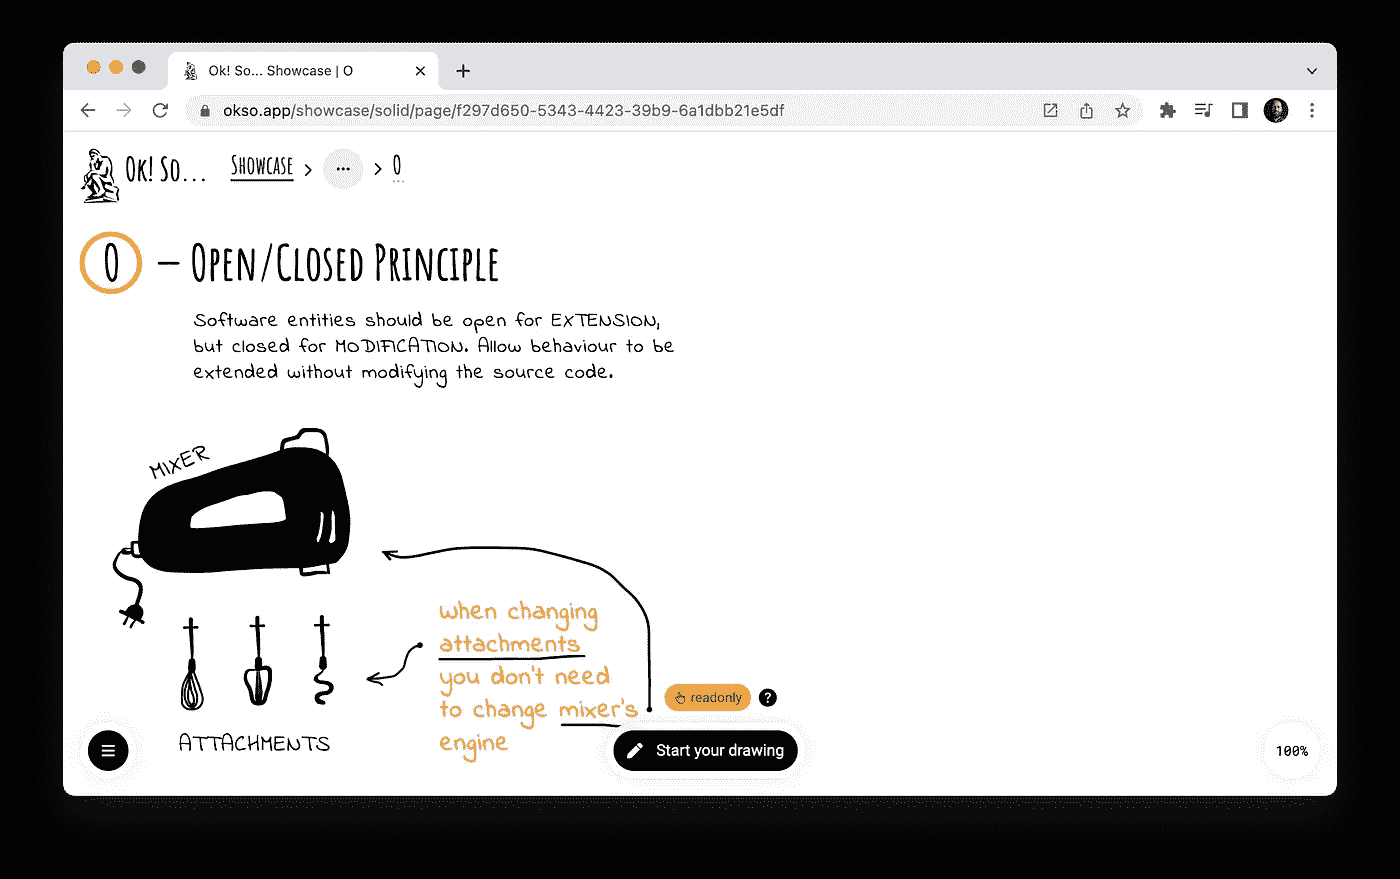 Ok! So... Showcase | O
okso.app/showcase/solid/page/f297d650-5343-4423-39b9-6a1dbb21e5df
Ok! So...
Showcase > ... > O
O – Open/Closed Principle
Software entities should be open for EXTENSION,
but closed for MODIFICATION. Allow behaviour to be
extended without modifying the source code.
MIXER
when changing
attachments
you don't need
to change mixer's
engine
ATTACHMENTS
readonly ?
Start your drawing
100%